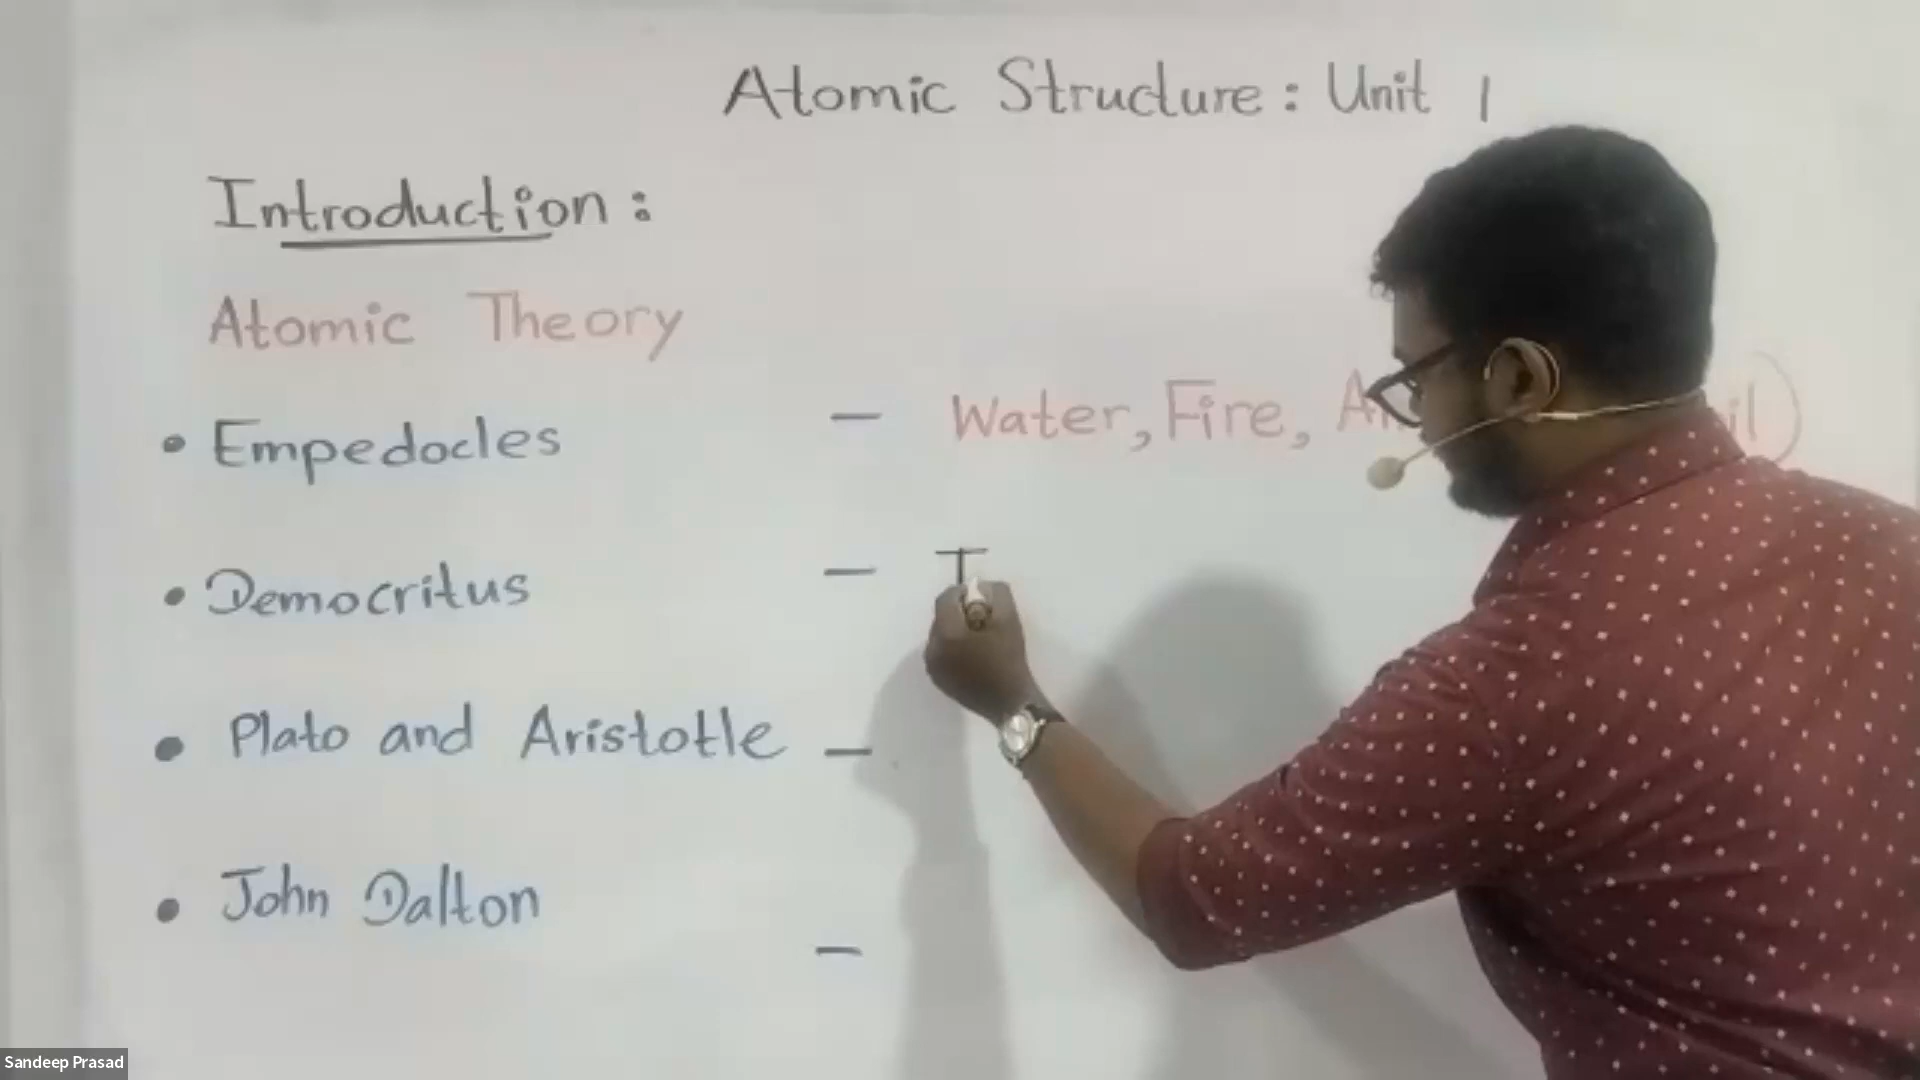 Atomic Structure: Unit 1
Introduction:
Atomic Theory
• Empedocles — Water, Fire,
• Democritus — T
• Plato and Aristotle —
• John Dalton —
Sandeep Prasad